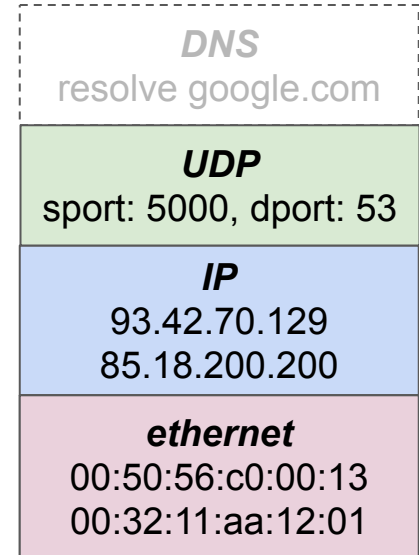 DNS
resolve google.com
UDP
sport: 5000, dport: 53
IP
93.42.70.129
85.18.200.200
ethernet
00:50:56:c0:00:13
00:32:11:aa:12:01